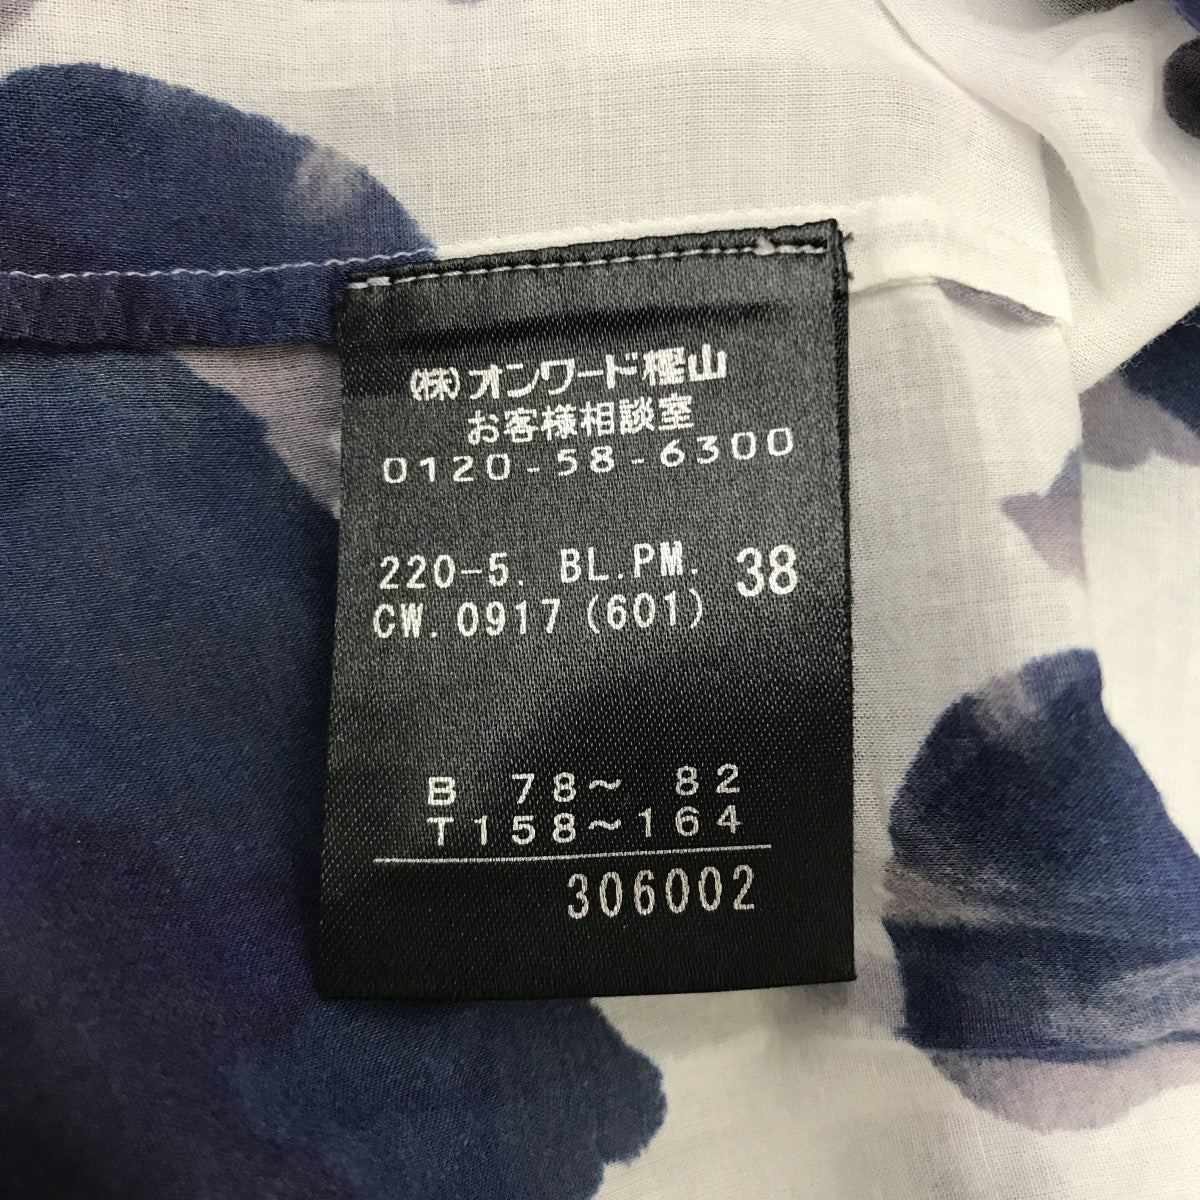 (株)オンワード樫山
お客様相談室
0120-58-6300
220-5. BL.PM. 38
CW.0917(601)
B 78～ 82
T158～164
306002